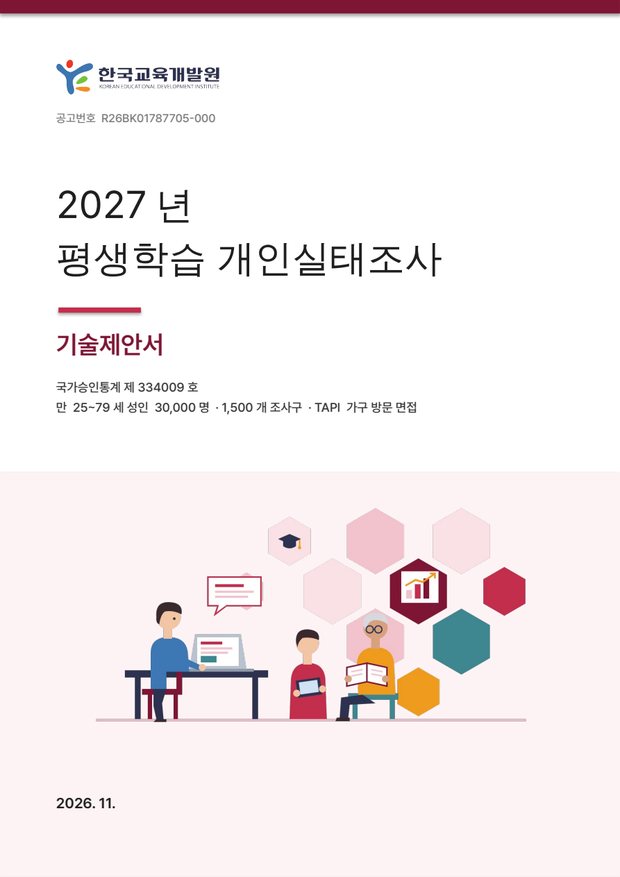 한국교육개발원
KOREAN EDUCATIONAL DEVELOPMENT INSTITUTE
공고번호 R26BK01787705-000
2027 년
평생학습 개인실태조사
기술제안서
국가승인통계 제 334009 호
만 25~79 세 성인 30,000 명 · 1,500 개 조사구 · TAPI 가구 방문 면접
2026. 11.